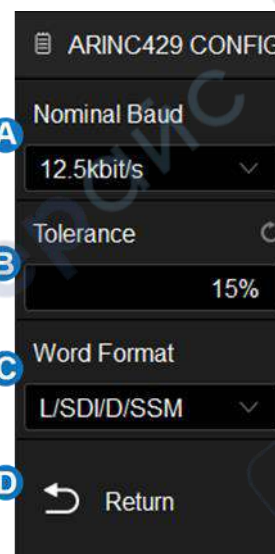 ARINC429 CONFIG
A
Nominal Baud
12.5kbit/s
B
Tolerance
15%
C
Word Format
L/SDI/D/SSM
D
Return